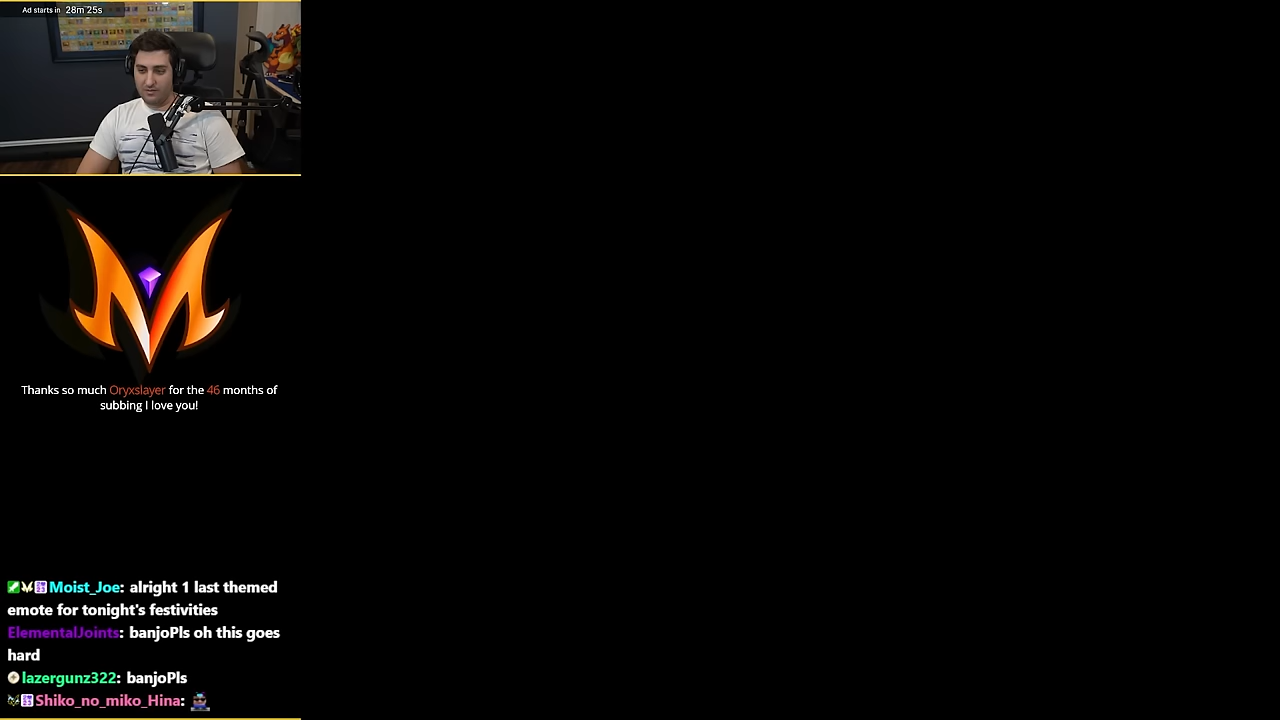 Ad starts in 28m 25s
Thanks so much Oryxslayer for the 46 months of
subbing I love you!
Moist_Joe: alright 1 last themed
emote for tonight's festivities
ElementalJoints: banjoPls oh this goes
hard
lazergunz322: banjoPls
Shiko_no_miko_Hina: